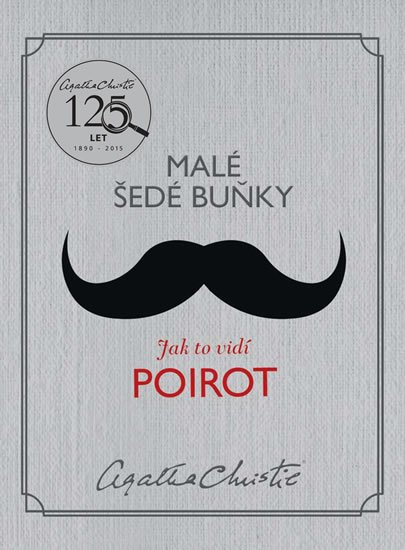 Agatha Christie
125
LET
1890 - 2015
MALÉ
ŠEDÉ BUŇKY
Jak to vidí
POIROT
Agatha Christie